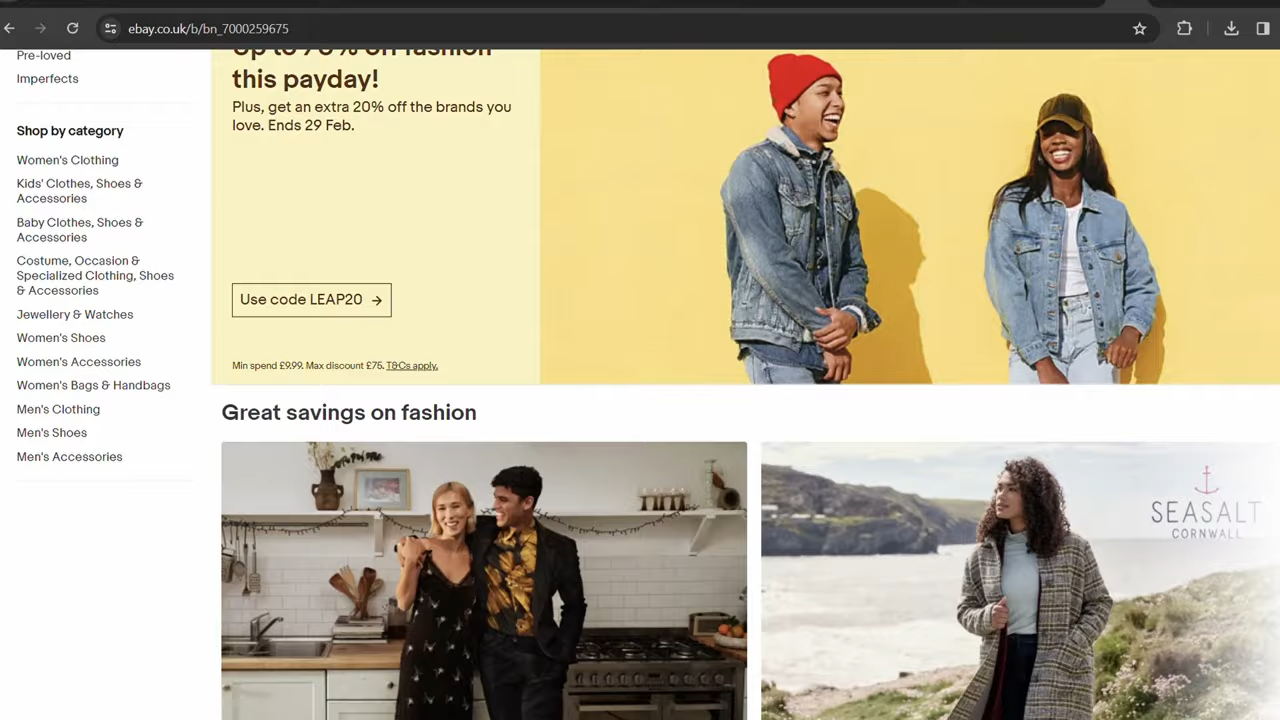 ebay.co.uk/b/bn_7000259675
Pre-loved
Imperfects
Shop by category
Women's Clothing
Kids' Clothes, Shoes &
Accessories
Baby Clothes, Shoes &
Accessories
Costume, Occasion &
Specialized Clothing, Shoes
& Accessories
Jewellery & Watches
Women's Shoes
Women's Accessories
Women's Bags & Handbags
Men's Clothing
Men's Shoes
Men's Accessories
off fashion
this payday!
Plus, get an extra 20% off the brands you
love. Ends 29 Feb.
Use code LEAP20
Min spend £9.99. Max discount £75. T&Cs apply.
Great savings on fashion
SEASALT
CORNWALL